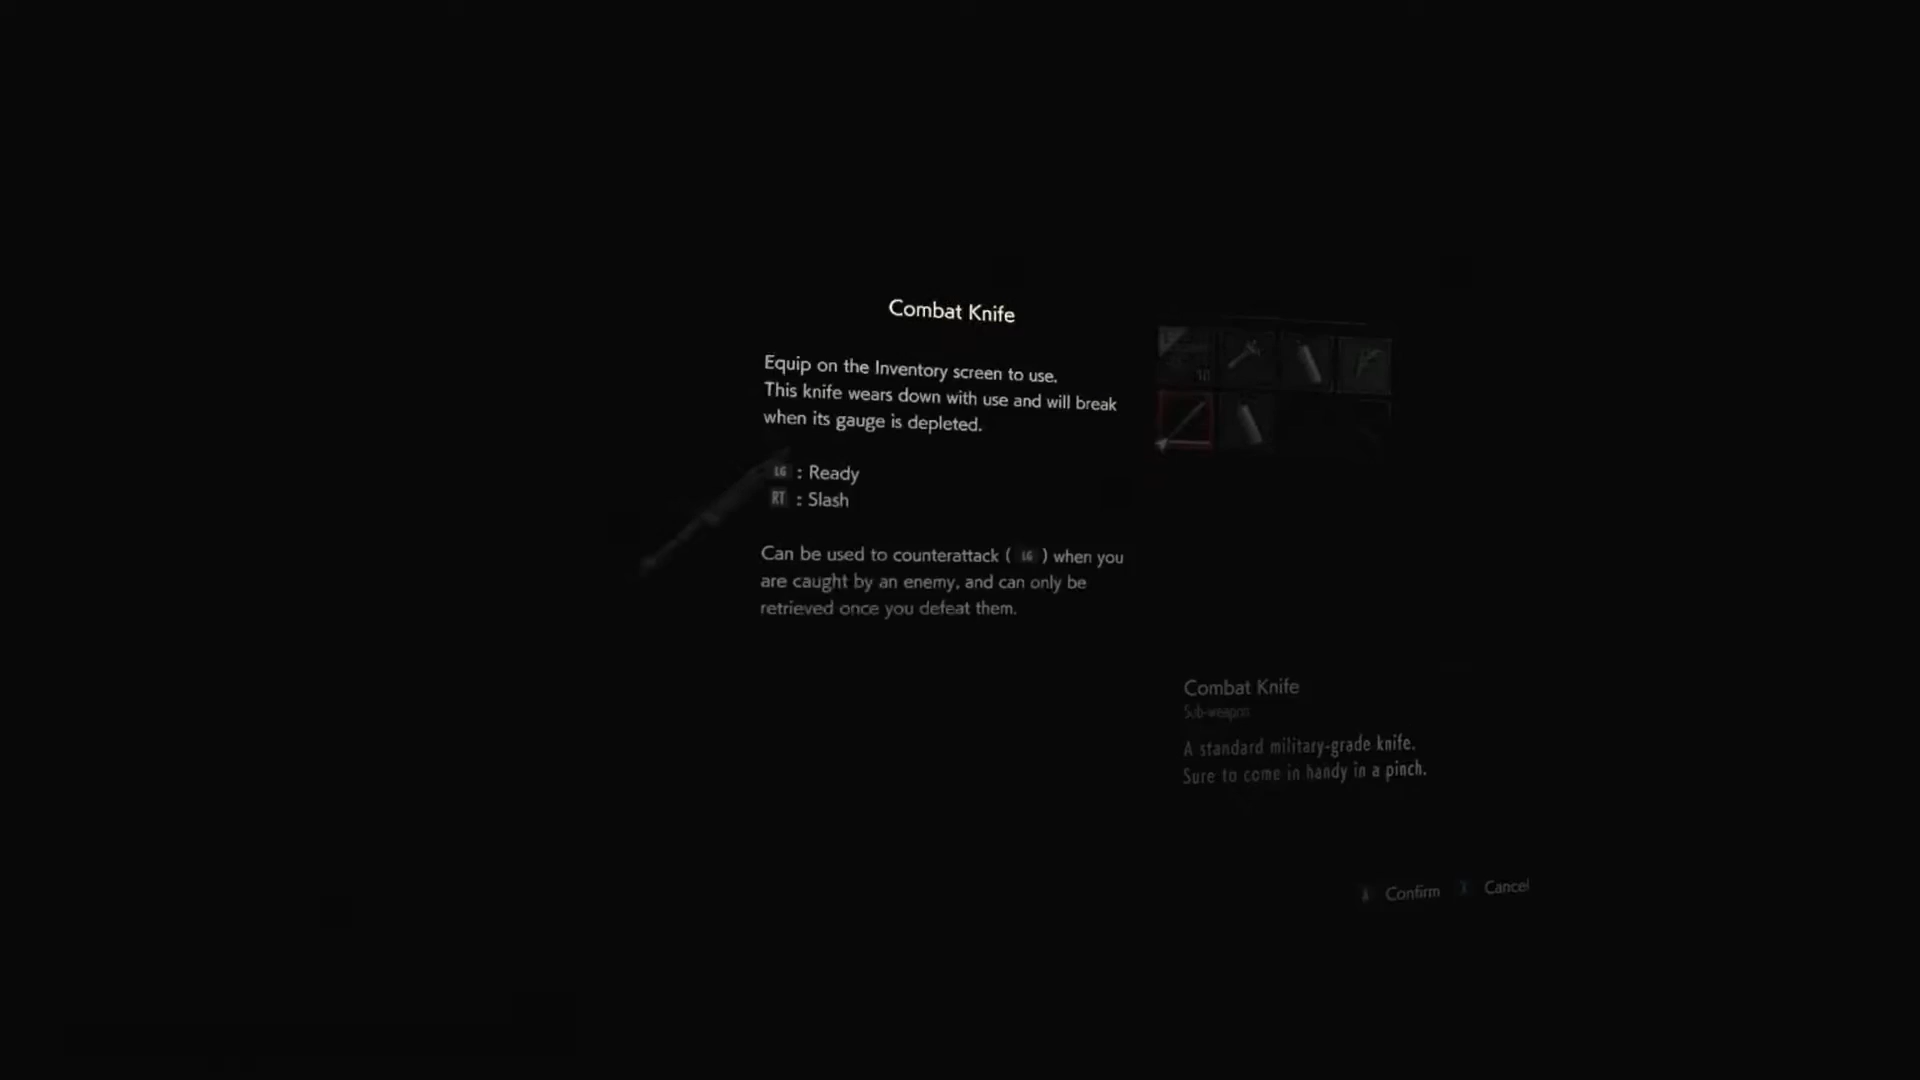 Combat Knife
Equip on the Inventory screen to use.
This knife wears down with use and will break
when its gauge is depleted.
LG : Ready
RT : Slash
Can be used to counterattack ( LG ) when you
are caught by an enemy, and can only be
retrieved once you defeat them.
10
Combat Knife
Sub-weapon
A standard military-grade knife.
Sure to come in handy in a pinch.
Confirm
Cancel